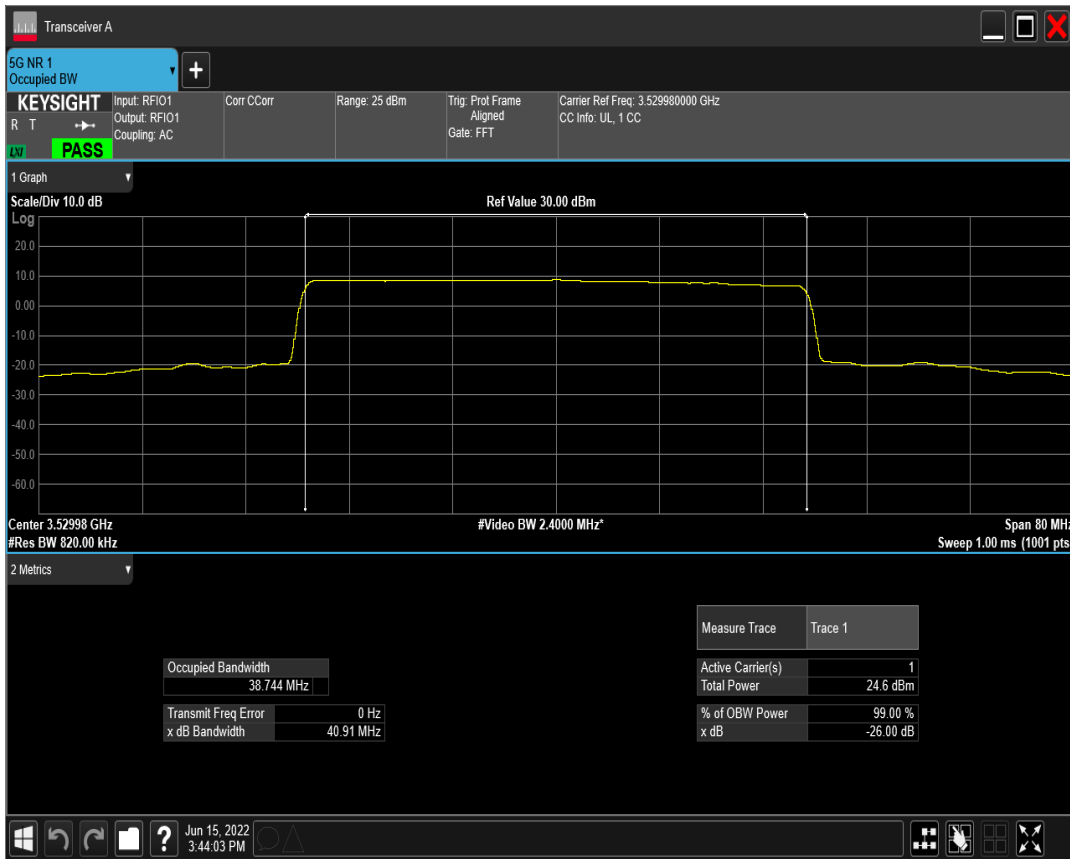 Transceiver A
5G NR 1
Occupied BW
+
KEYSIGHT
R T
LXI
PASS
Input: RFIO1
Output: RFIO1
Coupling: AC
Corr CCorr
Range: 25 dBm
Trig: Prot Frame
Aligned
Gate: FFT
Carrier Ref Freq: 3.529980000 GHz
CC Info: UL, 1 CC
1 Graph
Scale/Div 10.0 dB
Ref Value 30.00 dBm
Log
20.0
10.0
0.00
-10.0
-20.0
-30.0
-40.0
-50.0
-60.0
Center 3.52998 GHz
#Video BW 2.4000 MHz*
Span 80 MHz
#Res BW 820.00 kHz
Sweep 1.00 ms (1001 pts
2 Metrics
Measure Trace Trace 1
Occupied Bandwidth
38.744 MHz
Active Carrier(s) 1
Total Power 24.6 dBm
Transmit Freq Error 0 Hz
x dB Bandwidth 40.91 MHz
% of OBW Power 99.00 %
x dB -26.00 dB
?
Jun 15, 2022
3:44:03 PM